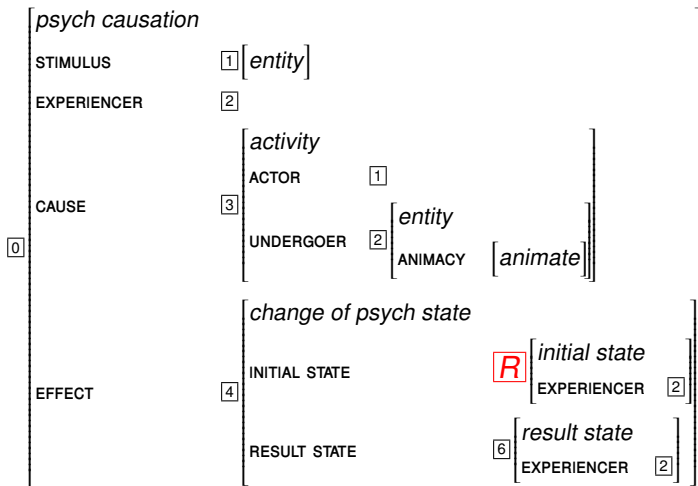 psych causation
STIMULUS 1 [entity]
EXPERIENCER 2
activity
ACTOR 1
CAUSE 3
entity
UNDERGOER 2
ANIMACY [animate]
0
change of psych state
initial state
INITIAL STATE R
EXPERIENCER 2
EFFECT 4
result state
RESULT STATE 6
EXPERIENCER 2